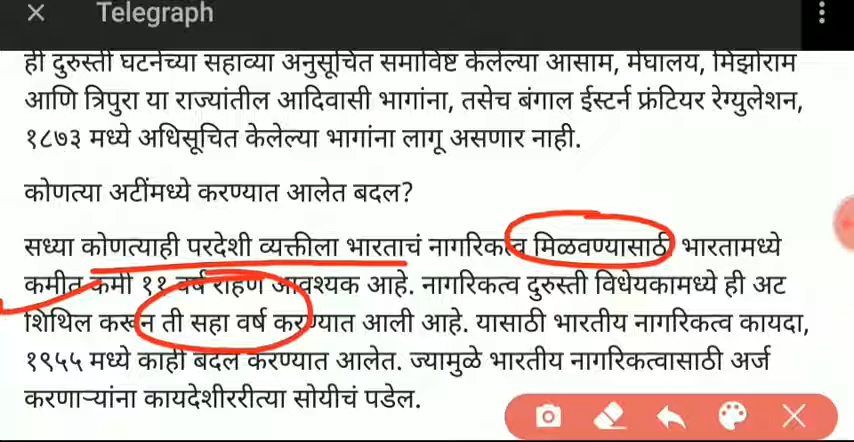 Telegraph
ही दुरुस्ती घटनेच्या सहाव्या अनुसूचित समाविष्ट केलेल्या आसाम, मेघालय, मिझोराम
आणि त्रिपुरा या राज्यांतील आदिवासी भागांना, तसेच बंगाल ईस्टर्न फ्रंटियर रेग्युलेशन,
१८७३ मध्ये अधिसूचित केलेल्या भागांना लागू असणार नाही.
कोणत्या अटींमध्ये करण्यात आलेत बदल?
सध्या कोणत्याही परदेशी व्यक्तीला भारताचं नागरिकत्व मिळवण्यासाठी भारतामध्ये
कमीत कमी ११ वर्ष राहणं आवश्यक आहे. नागरिकत्व दुरुस्ती विधेयकामध्ये ही अट
शिथिल करून ती सहा वर्ष करण्यात आली आहे. यासाठी भारतीय नागरिकत्व कायदा,
१९५५ मध्ये काही बदल करण्यात आलेत. ज्यामुळे भारतीय नागरिकत्वासाठी अर्ज
करणाऱ्यांना कायदेशीररीत्या सोयीचं पडेल.